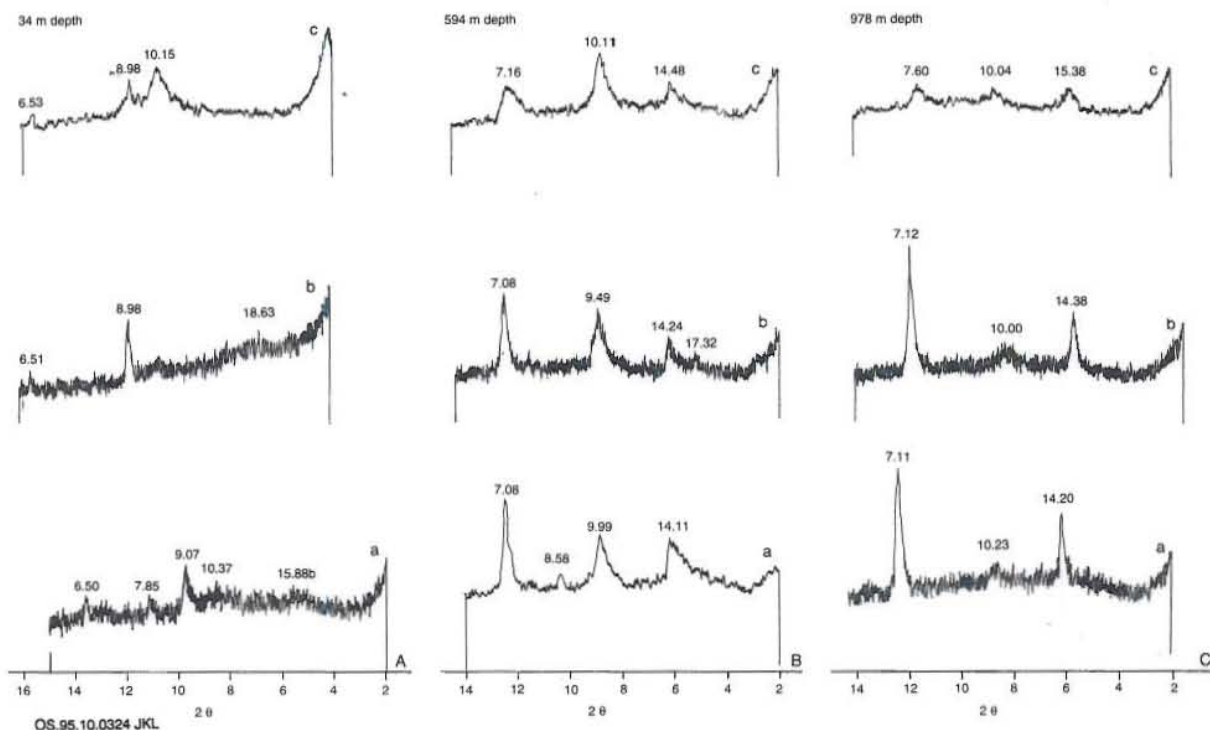 34 m depth
594 m depth
978 m depth
6.53 8.98 10.15 c
7.16 10.11 14.48 c
7.60 10.04 15.38 c
6.51 8.98 18.63 b
7.08 9.49 14.24 17.32 b
7.12 10.00 14.38 b
6.50 7.85 9.07 10.37 15.88b a
7.08 8.58 9.99 14.11 a
7.11 10.23 14.20 a
A
B
C
16 14 12 10 8 6 4 2
14 12 10 8 6 4 2
14 12 10 8 6 4 2
2 θ
2 θ
2 θ
OS.95.10.0324 JKL